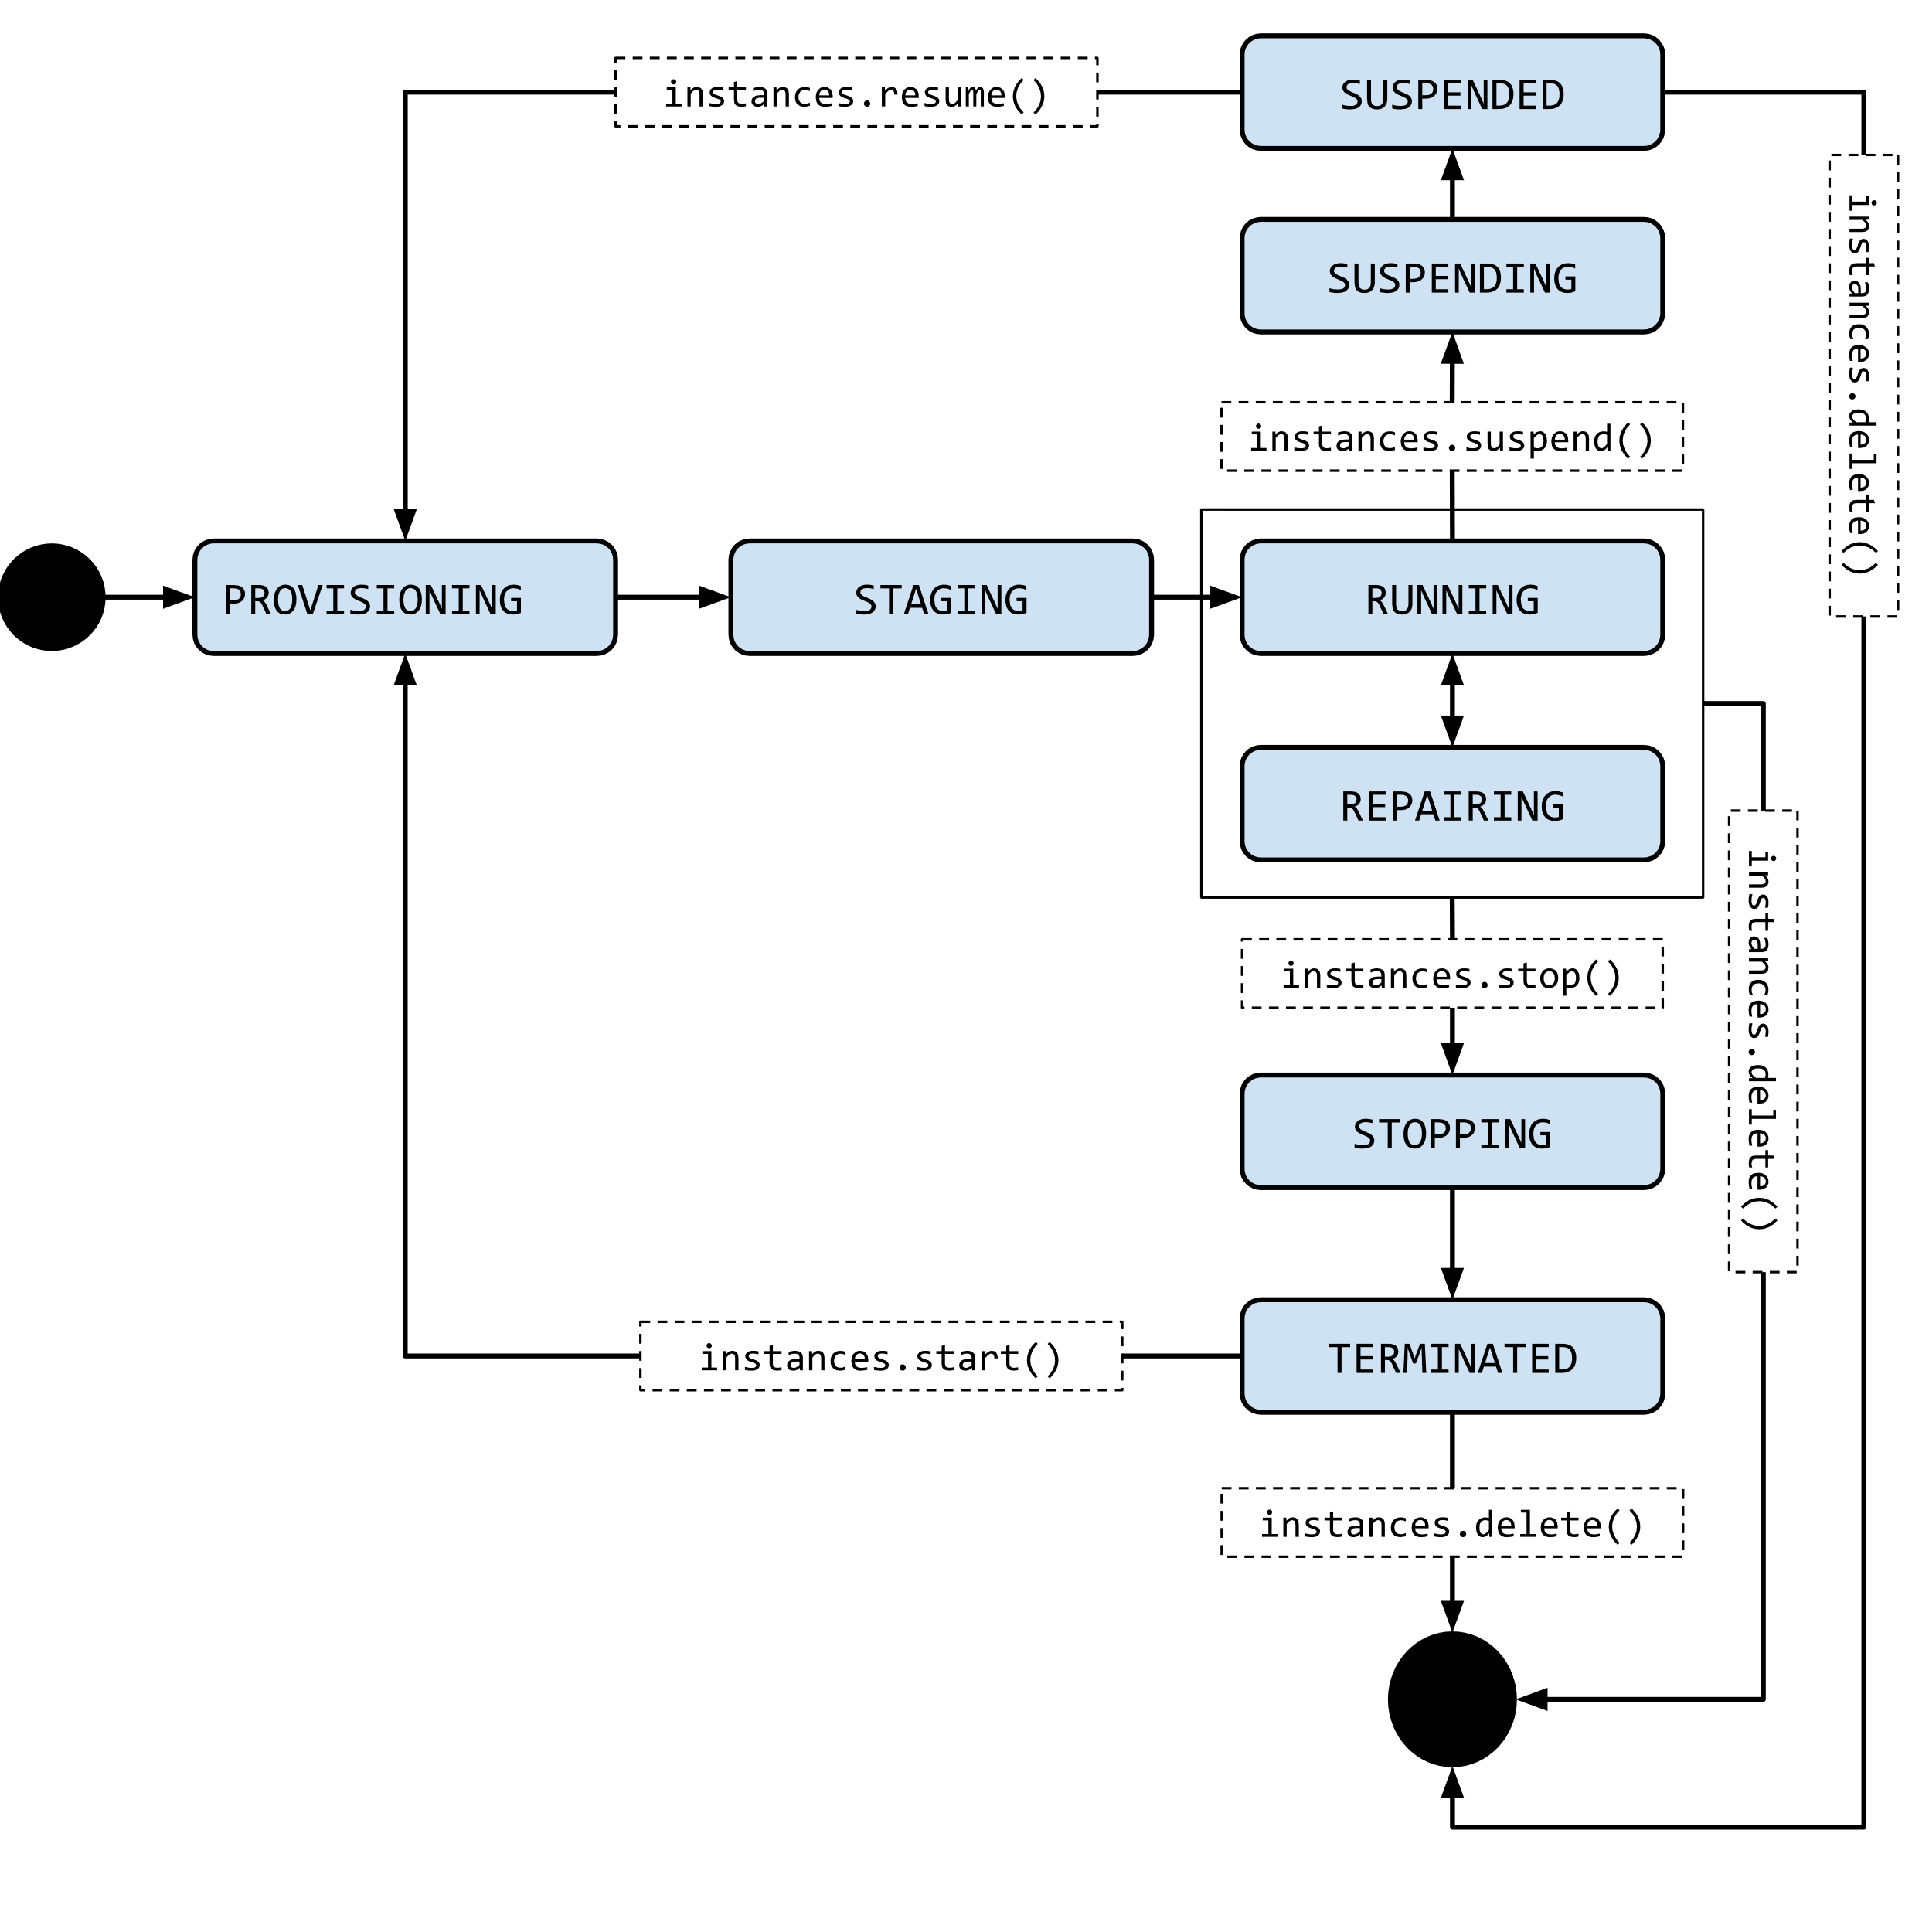 instances.resume()
SUSPENDED
SUSPENDING
instances.delete()
instances.suspend()
PROVISIONING
STAGING
RUNNING
REPAIRING
instances.delete()
instances.stop()
STOPPING
instances.start()
TERMINATED
instances.delete()